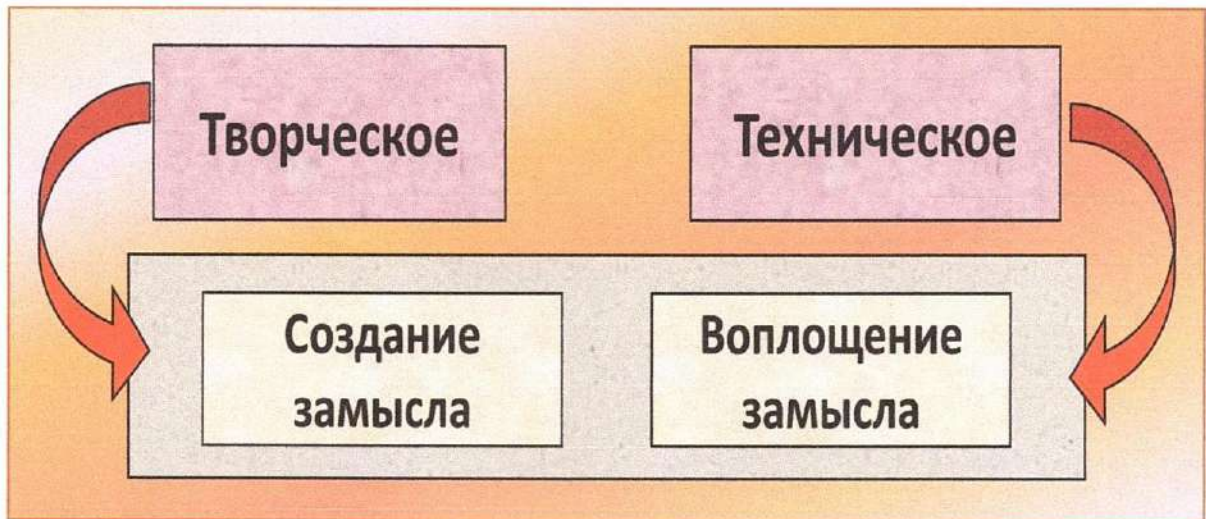 Творческое
Техническое
Создание
замысла
Воплощение
замысла